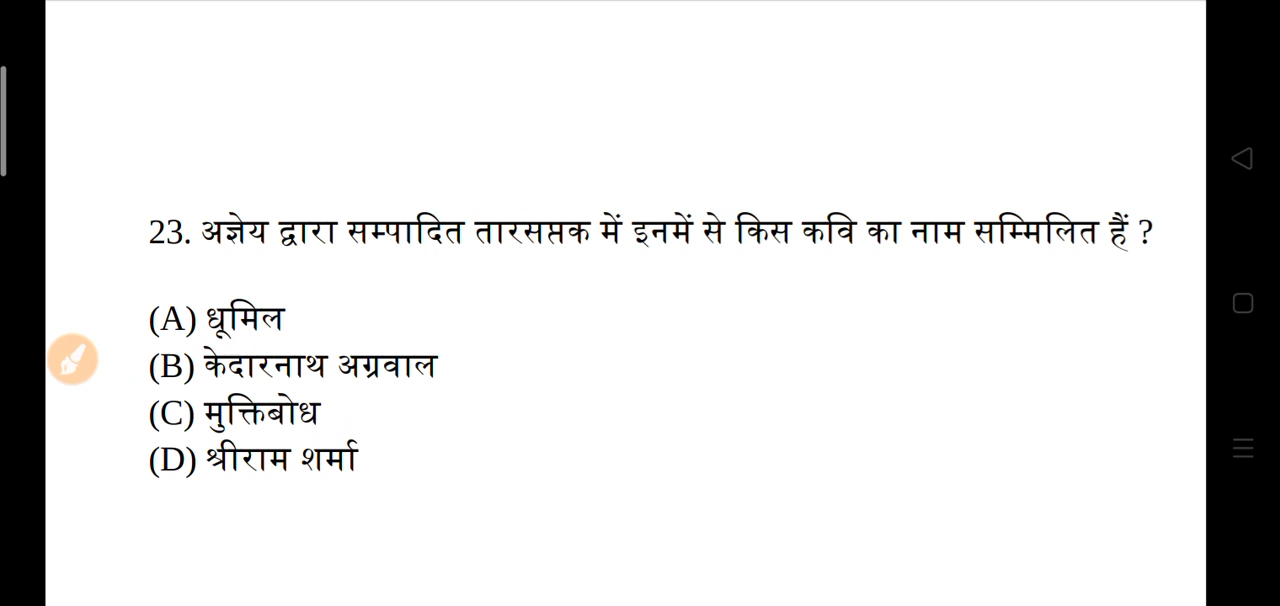 23. अज्ञेय द्वारा सम्पादित तारसप्तक में इनमें से किस कवि का नाम सम्मिलित हैं ?
(A) धूमिल
(B) केदारनाथ अग्रवाल
(C) मुक्तिबोध
(D) श्रीराम शर्मा